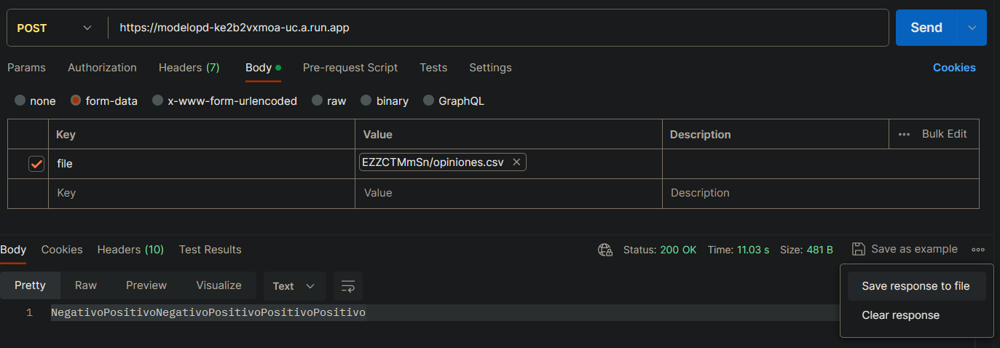 POST https://modelopd-ke2b2vxmoa-uc.a.run.app Send
Params Authorization Headers (7) Body Pre-request Script Tests Settings Cookies
none form-data x-www-form-urlencoded raw binary GraphQL
Key Value Description Bulk Edit
file EZZCTMmSn/opiniones.csv
Key Value Description
Body Cookies Headers (10) Test Results Status: 200 OK Time: 11.03 s Size: 481 B Save as example
Pretty Raw Preview Visualize Text Save response to file
1 NegativoPositivoNegativoPositivoPositivoPositivo
Clear response